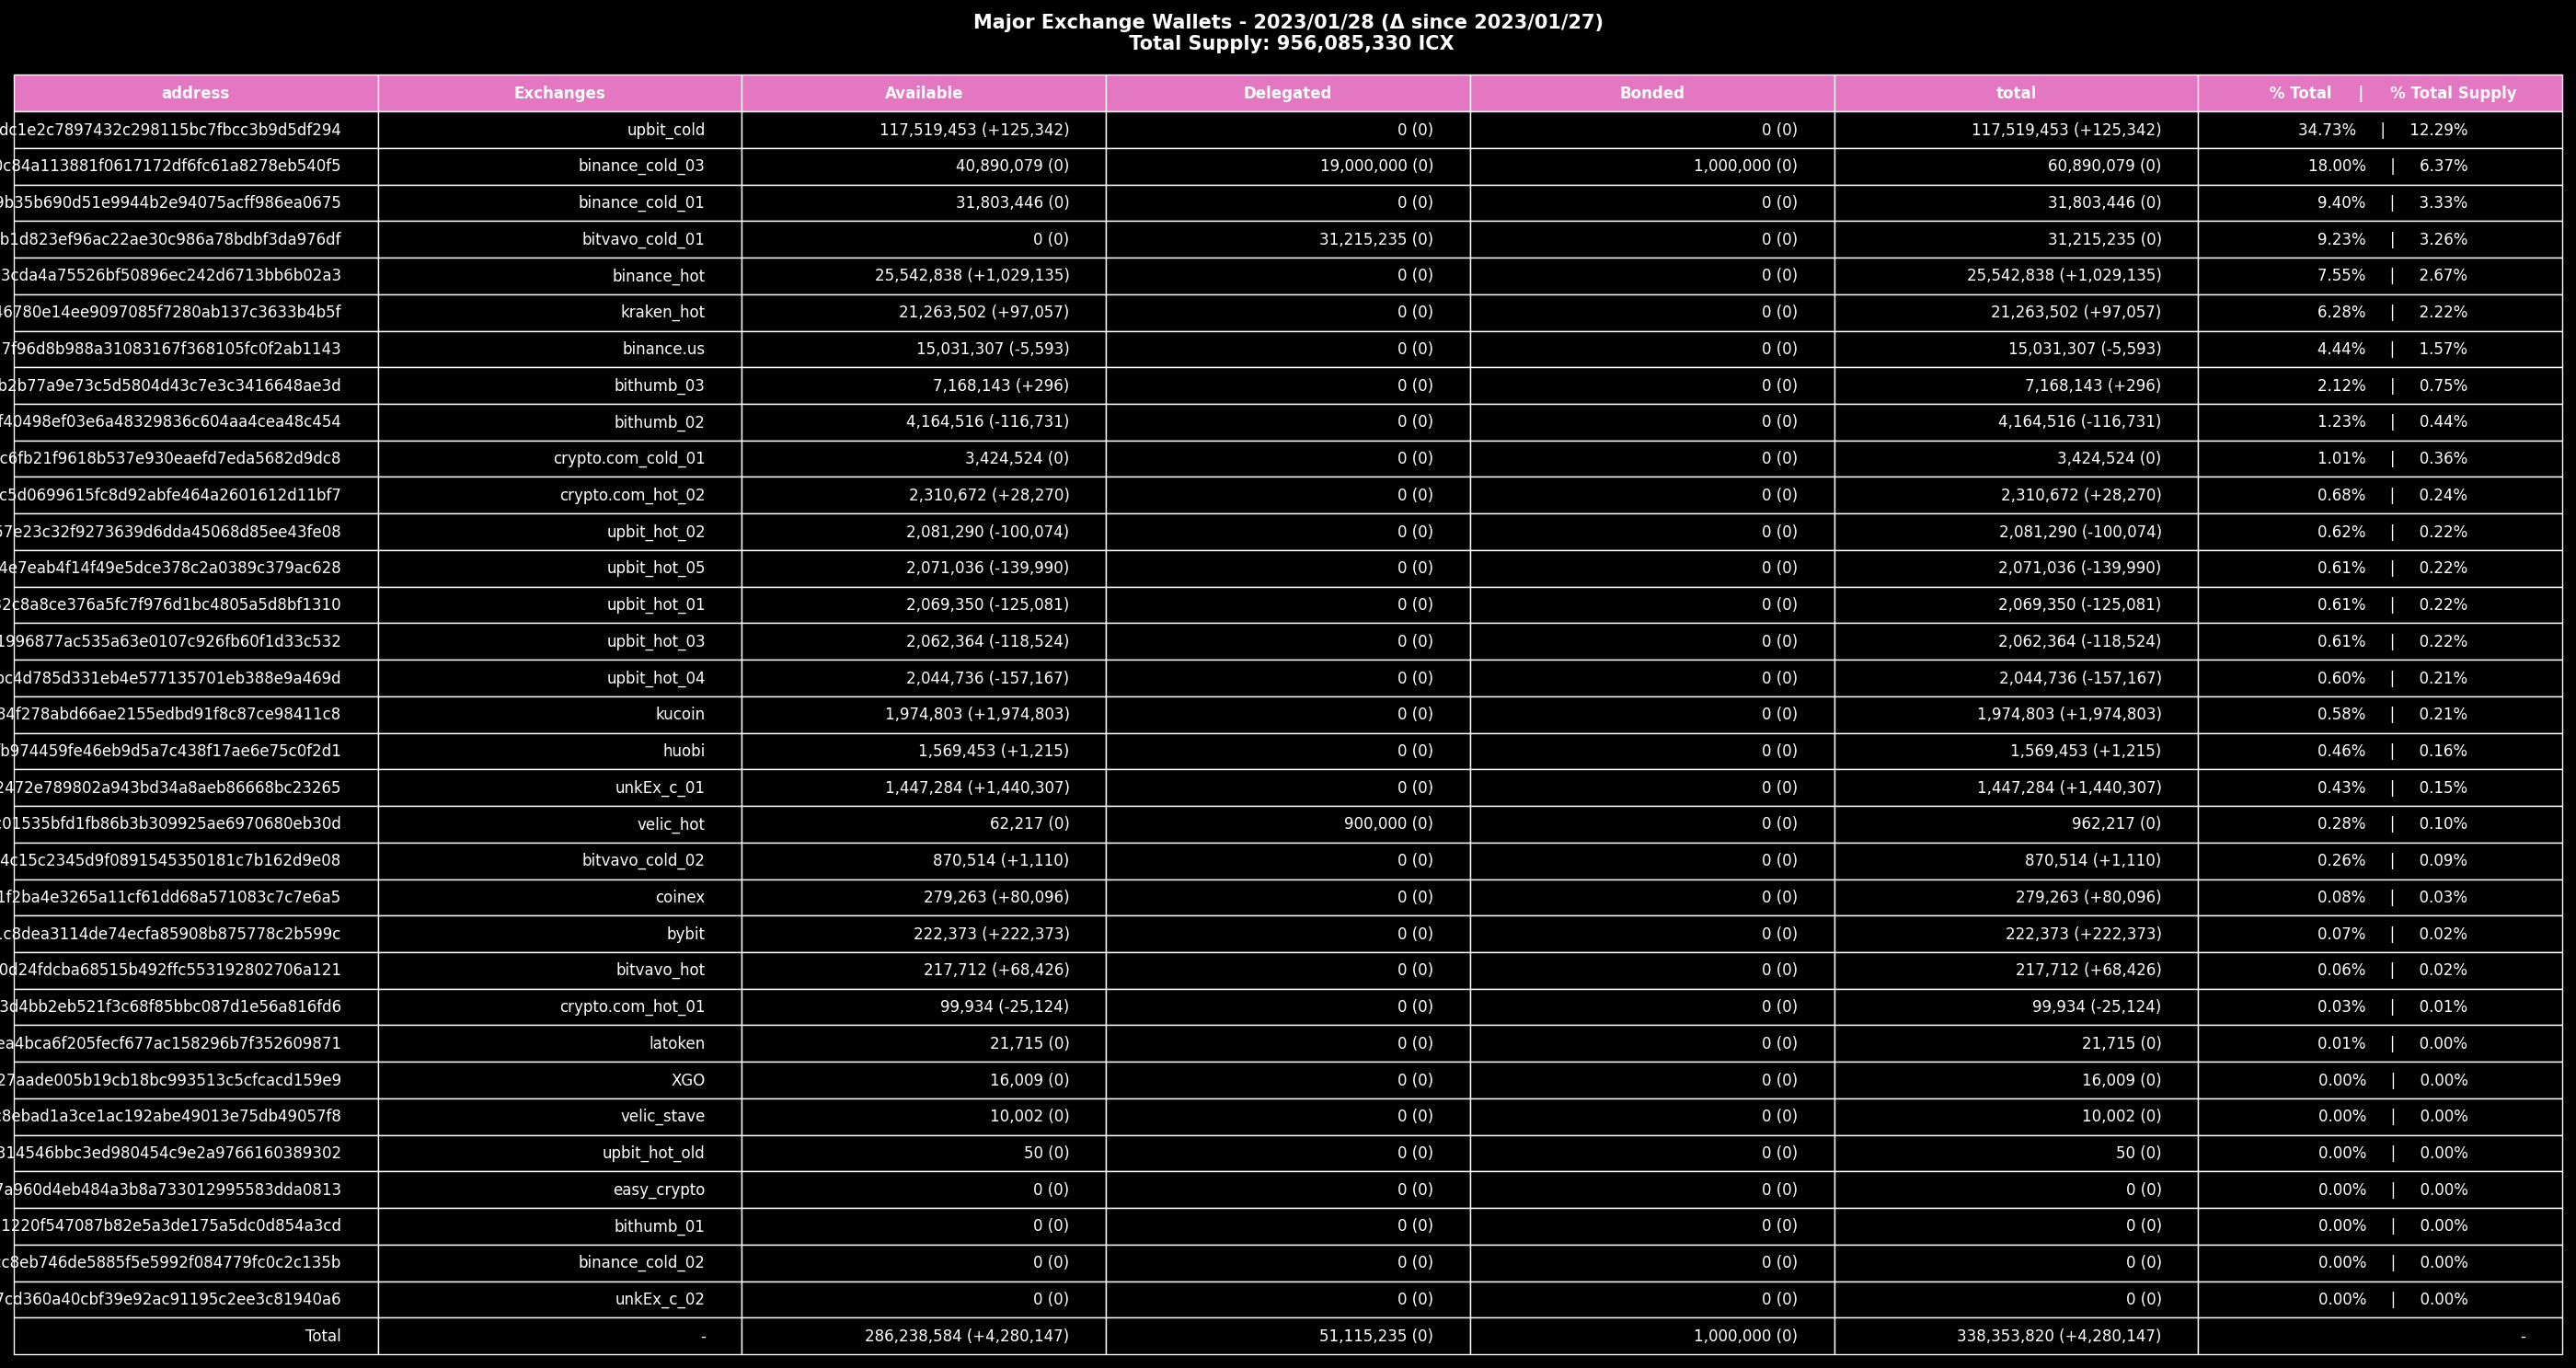 Major Exchange Wallets - 2023/01/28 (Δ since 2023/01/27)
Total Supply: 956,085,330 ICX
address Exchanges Available Delegated Bonded total % Total | % Total Supply
dc1e2c7897432c298115bc7fbcc3b9d5df294 upbit_cold 117,519,453 (+125,342) 0 (0) 0 (0) 117,519,453 (+125,342) 34.73% | 12.29%
0c84a113881f0617172df6fc61a8278eb540f5 binance_cold_03 40,890,079 (0) 19,000,000 (0) 1,000,000 (0) 60,890,079 (0) 18.00% | 6.37%
9b35b690d51e9944b2e94075acff986ea0675 binance_cold_01 31,803,446 (0) 0 (0) 0 (0) 31,803,446 (0) 9.40% | 3.33%
b1d823ef96ac22ae30c986a78bdbf3da976df bitvavo_cold_01 0 (0) 31,215,235 (0) 0 (0) 31,215,235 (0) 9.23% | 3.26%
3cda4a75526bf50896ec242d6713bb6b02a3 binance_hot 25,542,838 (+1,029,135) 0 (0) 0 (0) 25,542,838 (+1,029,135) 7.55% | 2.67%
46780e14ee9097085f7280ab137c3633b4b5f kraken_hot 21,263,502 (+97,057) 0 (0) 0 (0) 21,263,502 (+97,057) 6.28% | 2.22%
7f96d8b988a31083167f368105fc0f2ab1143 binance.us 15,031,307 (-5,593) 0 (0) 0 (0) 15,031,307 (-5,593) 4.44% | 1.57%
b2b77a9e73c5d5804d43c7e3c3416648ae3d bithumb_03 7,168,143 (+296) 0 (0) 0 (0) 7,168,143 (+296) 2.12% | 0.75%
f40498ef03e6a48329836c604aa4cea48c454 bithumb_02 4,164,516 (-116,731) 0 (0) 0 (0) 4,164,516 (-116,731) 1.23% | 0.44%
c6fb21f9618b537e930eaefd7eda5682d9dc8 crypto.com_cold_01 3,424,524 (0) 0 (0) 0 (0) 3,424,524 (0) 1.01% | 0.36%
c5d0699615fc8d92abfe464a2601612d11bf7 crypto.com_hot_02 2,310,672 (+28,270) 0 (0) 0 (0) 2,310,672 (+28,270) 0.68% | 0.24%
57e23c32f9273639d6dda45068d85ee43fe08 upbit_hot_02 2,081,290 (-100,074) 0 (0) 0 (0) 2,081,290 (-100,074) 0.62% | 0.22%
4e7eab4f14f49e5dce378c2a0389c379ac628 upbit_hot_05 2,071,036 (-139,990) 0 (0) 0 (0) 2,071,036 (-139,990) 0.61% | 0.22%
32c8a8ce376a5fc7f976d1bc4805a5d8bf1310 upbit_hot_01 2,069,350 (-125,081) 0 (0) 0 (0) 2,069,350 (-125,081) 0.61% | 0.22%
1996877ac535a63e0107c926fb60f1d33c532 upbit_hot_03 2,062,364 (-118,524) 0 (0) 0 (0) 2,062,364 (-118,524) 0.61% | 0.22%
bc4d785d331eb4e577135701eb388e9a469d upbit_hot_04 2,044,736 (-157,167) 0 (0) 0 (0) 2,044,736 (-157,167) 0.60% | 0.21%
84f278abd66ae2155edbd91f8c87ce98411c8 kucoin 1,974,803 (+1,974,803) 0 (0) 0 (0) 1,974,803 (+1,974,803) 0.58% | 0.21%
b974459fe46eb9d5a7c438f17ae6e75c0f2d1 huobi 1,569,453 (+1,215) 0 (0) 0 (0) 1,569,453 (+1,215) 0.46% | 0.16%
2472e789802a943bd34a8aeb86668bc23265 unkEx_c_01 1,447,284 (+1,440,307) 0 (0) 0 (0) 1,447,284 (+1,440,307) 0.43% | 0.15%
c01535bfd1fb86b3b309925ae6970680eb30d velic_hot 62,217 (0) 900,000 (0) 0 (0) 962,217 (0) 0.28% | 0.10%
4c15c2345d9f0891545350181c7b162d9e08 bitvavo_cold_02 870,514 (+1,110) 0 (0) 0 (0) 870,514 (+1,110) 0.26% | 0.09%
1f2ba4e3265a11cf61dd68a571083c7c7e6a5 coinex 279,263 (+80,096) 0 (0) 0 (0) 279,263 (+80,096) 0.08% | 0.03%
1c8dea3114de74ecfa85908b875778c2b599c bybit 222,373 (+222,373) 0 (0) 0 (0) 222,373 (+222,373) 0.07% | 0.02%
0d24fdcba68515b492ffc553192802706a121 bitvavo_hot 217,712 (+68,426) 0 (0) 0 (0) 217,712 (+68,426) 0.06% | 0.02%
3d4bb2eb521f3c68f85bbc087d1e56a816fd6 crypto.com_hot_01 99,934 (-25,124) 0 (0) 0 (0) 99,934 (-25,124) 0.03% | 0.01%
ea4bca6f205fecf677ac158296b7f352609871 latoken 21,715 (0) 0 (0) 0 (0) 21,715 (0) 0.01% | 0.00%
27aade005b19cb18bc993513c5cfcacd159e9 XGO 16,009 (0) 0 (0) 0 (0) 16,009 (0) 0.00% | 0.00%
c8ebad1a3ce1ac192abe49013e75db49057f8 velic_stave 10,002 (0) 0 (0) 0 (0) 10,002 (0) 0.00% | 0.00%
314546bbc3ed980454c9e2a9766160389302 upbit_hot_old 50 (0) 0 (0) 0 (0) 50 (0) 0.00% | 0.00%
7a960d4eb484a3b8a733012995583dda0813 easy_crypto 0 (0) 0 (0) 0 (0) 0 (0) 0.00% | 0.00%
1220f547087b82e5a3de175a5dc0d854a3cd bithumb_01 0 (0) 0 (0) 0 (0) 0 (0) 0.00% | 0.00%
cc8eb746de5885f5e5992f084779fc0c2c135b binance_cold_02 0 (0) 0 (0) 0 (0) 0 (0) 0.00% | 0.00%
7cd360a40cbf39e92ac91195c2ee3c81940a6 unkEx_c_02 0 (0) 0 (0) 0 (0) 0 (0) 0.00% | 0.00%
Total - 286,238,584 (+4,280,147) 51,115,235 (0) 1,000,000 (0) 338,353,820 (+4,280,147) -